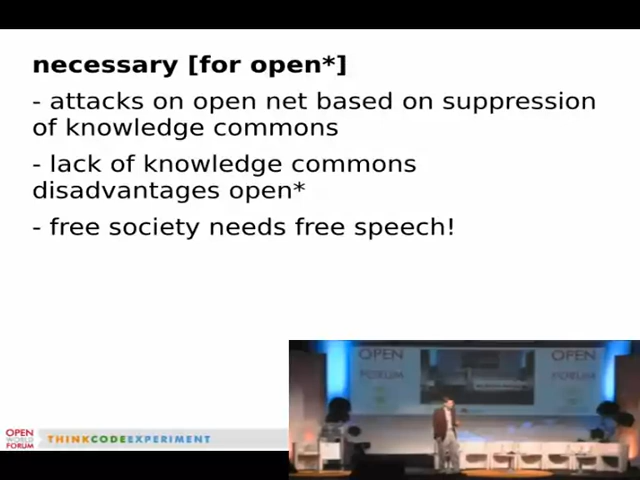 necessary [for open*]
- attacks on open net based on suppression
of knowledge commons
- lack of knowledge commons
disadvantages open*
- free society needs free speech!
OPEN
FORUM
OPEN
FORUM
OPEN
WORLD
FORUM
THINKCODEEXPERIMENT